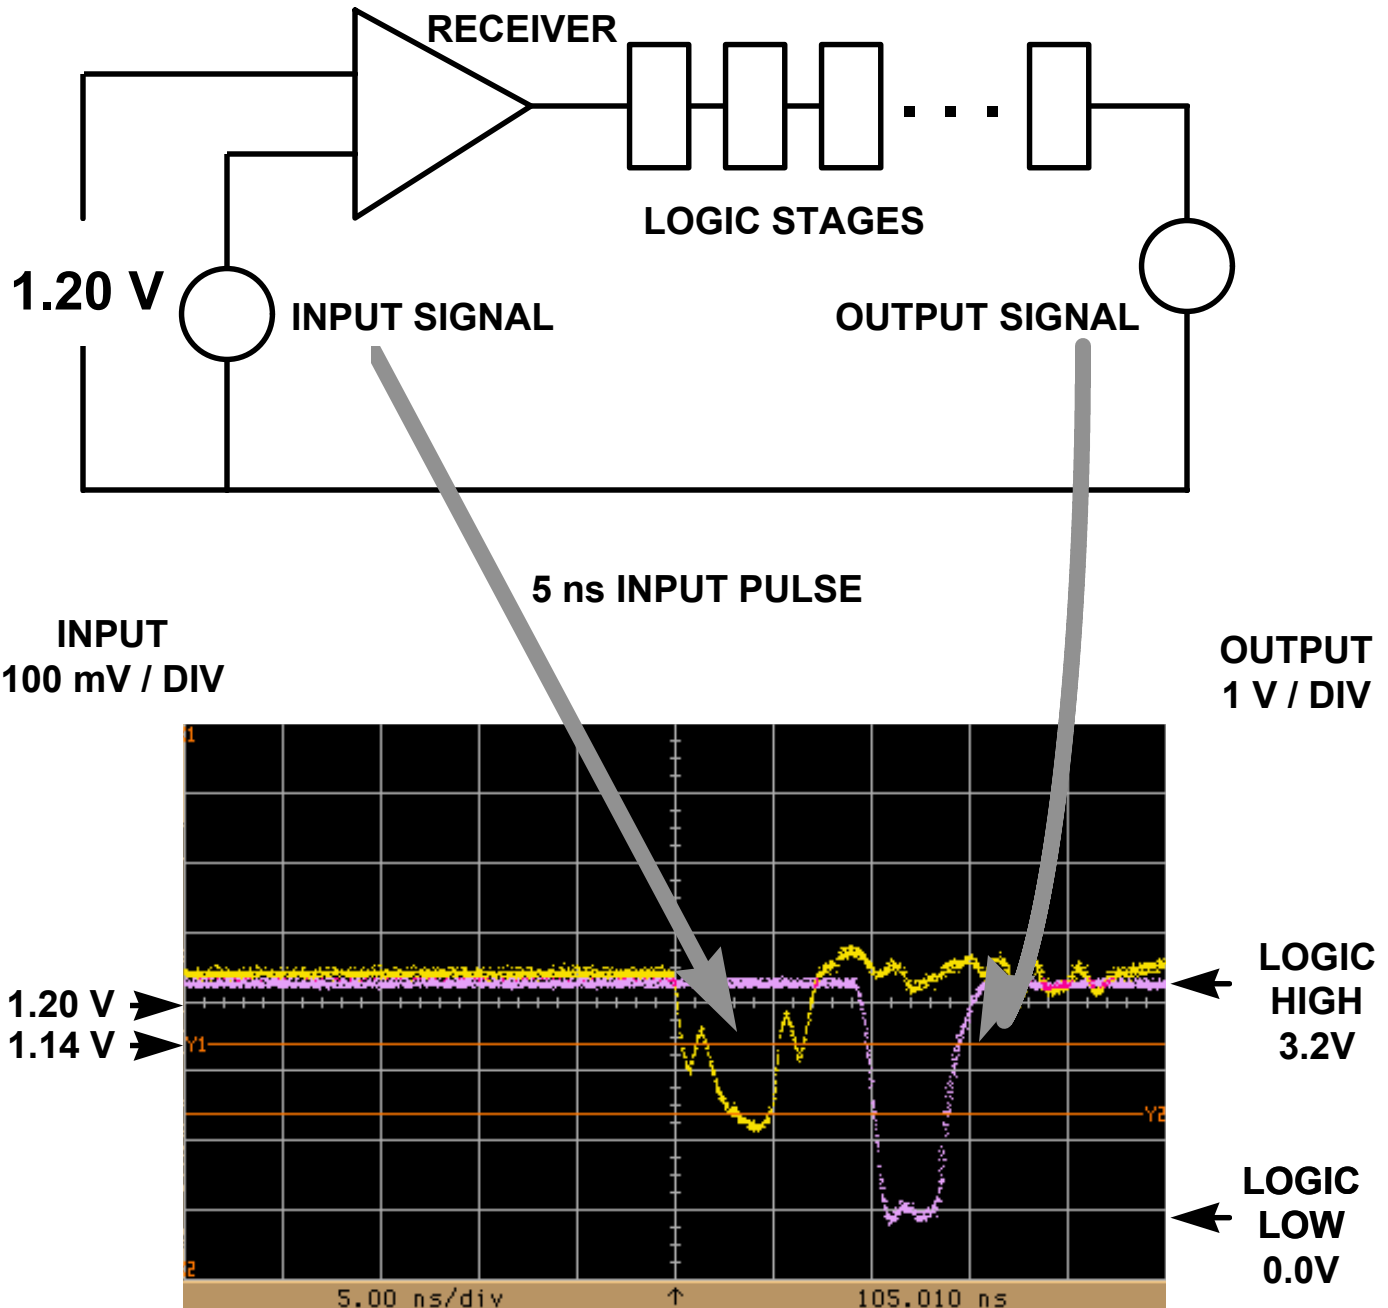 RECEIVER
LOGIC STAGES
1.20 V
INPUT SIGNAL
OUTPUT SIGNAL
5 ns INPUT PULSE
INPUT
100 mV / DIV
OUTPUT
1 V / DIV
1
1.20 V
1.14 V
Y1
Y2
2
LOGIC
HIGH
3.2V
LOGIC
LOW
0.0V
5.00 ns/div
105.010 ns